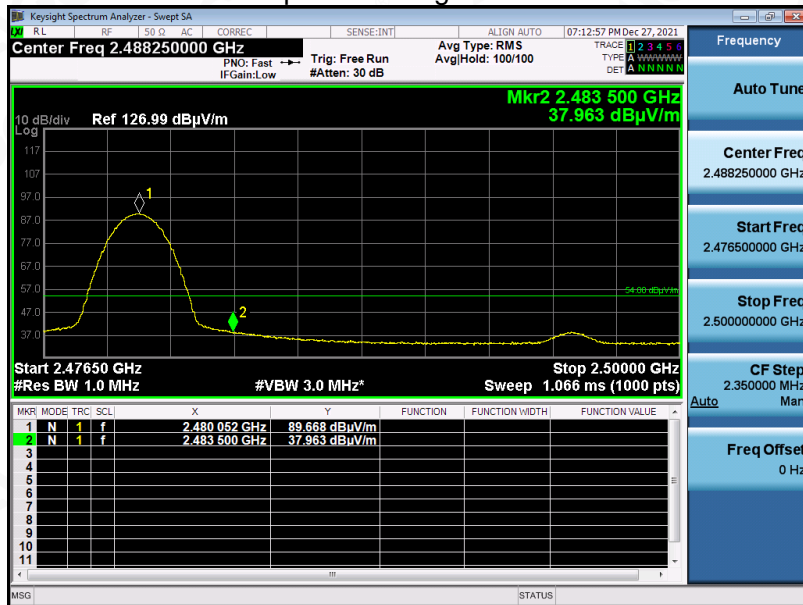 Keysight Spectrum Analyzer - Swept SA
LXI RL RF 50 Ω AC CORREC SENSE:INT ALIGN AUTO 07:12:57 PM Dec 27, 2021
Center Freq 2.488250000 GHz Avg Type: RMS TRACE 1 2 3 4 5 6
PNO: Fast Trig: Free Run Avg|Hold: 100/100 TYPE A WWWWW
IFGain:Low #Atten: 30 dB DET A N N N N N
Mkr2 2.483 500 GHz
10 dB/div Ref 126.99 dBµV/m 37.963 dBµV/m
Log
117
107
97.0
1
87.0
77.0
67.0
57.0
54.00 dBµV/m
47.0
2
37.0
Start 2.47650 GHz Stop 2.50000 GHz
#Res BW 1.0 MHz #VBW 3.0 MHz* Sweep 1.066 ms (1000 pts)
MKR MODE TRC SCL X Y FUNCTION FUNCTION WIDTH FUNCTION VALUE
1 N 1 f 2.480 052 GHz 89.668 dBµV/m
2 N 1 f 2.483 500 GHz 37.963 dBµV/m
3
4
5
6
7
8
9
10
11
MSG STATUS
Frequency
Auto Tune
Center Freq
2.488250000 GHz
Start Freq
2.476500000 GHz
Stop Freq
2.500000000 GHz
CF Step
2.350000 MHz
Auto Man
Freq Offset
0 Hz